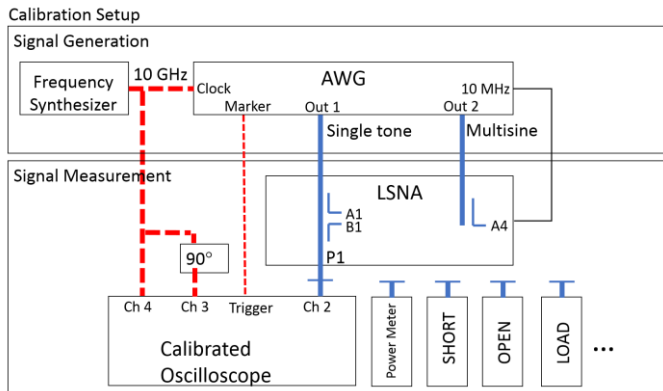 Calibration Setup
Signal Generation
Frequency
Synthesizer
10 GHz
AWG
Clock
10 MHz
Marker
Out 1
Out 2
Single tone
Multisine
Signal Measurement
LSNA
A1
B1
A4
P1
90°
Ch 4
Ch 3
Trigger
Ch 2
Calibrated
Oscilloscope
Power Meter
SHORT
OPEN
LOAD
...